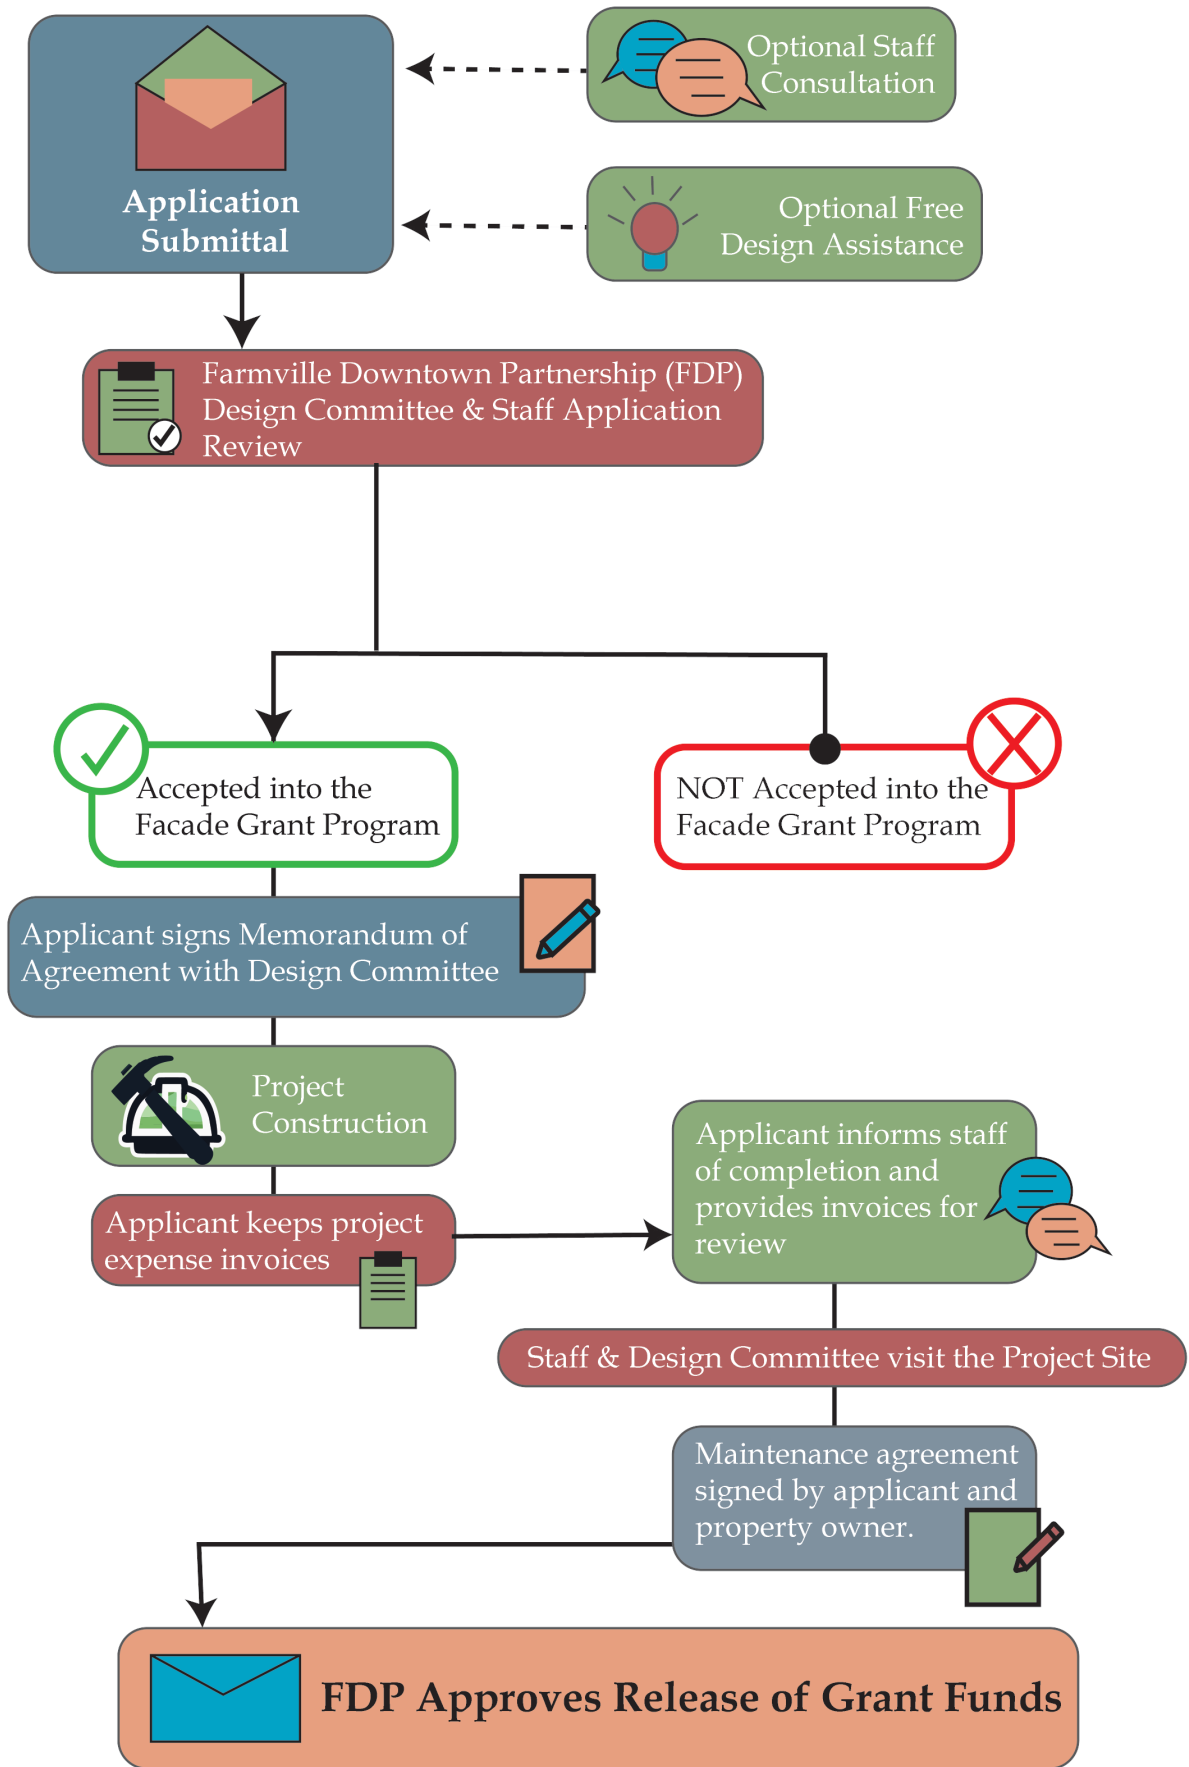 Optional Staff
Consultation
Application
Submittal
Optional Free
Design Assistance
Farmville Downtown Partnership (FDP)
Design Committee & Staff Application
Review
Accepted into the
Facade Grant Program
NOT Accepted into the
Facade Grant Program
Applicant signs Memorandum of
Agreement with Design Committee
Project
Construction
Applicant keeps project
expense invoices
Applicant informs staff
of completion and
provides invoices for
review
Staff & Design Committee visit the Project Site
Maintenance agreement
signed by applicant and
property owner.
FDP Approves Release of Grant Funds